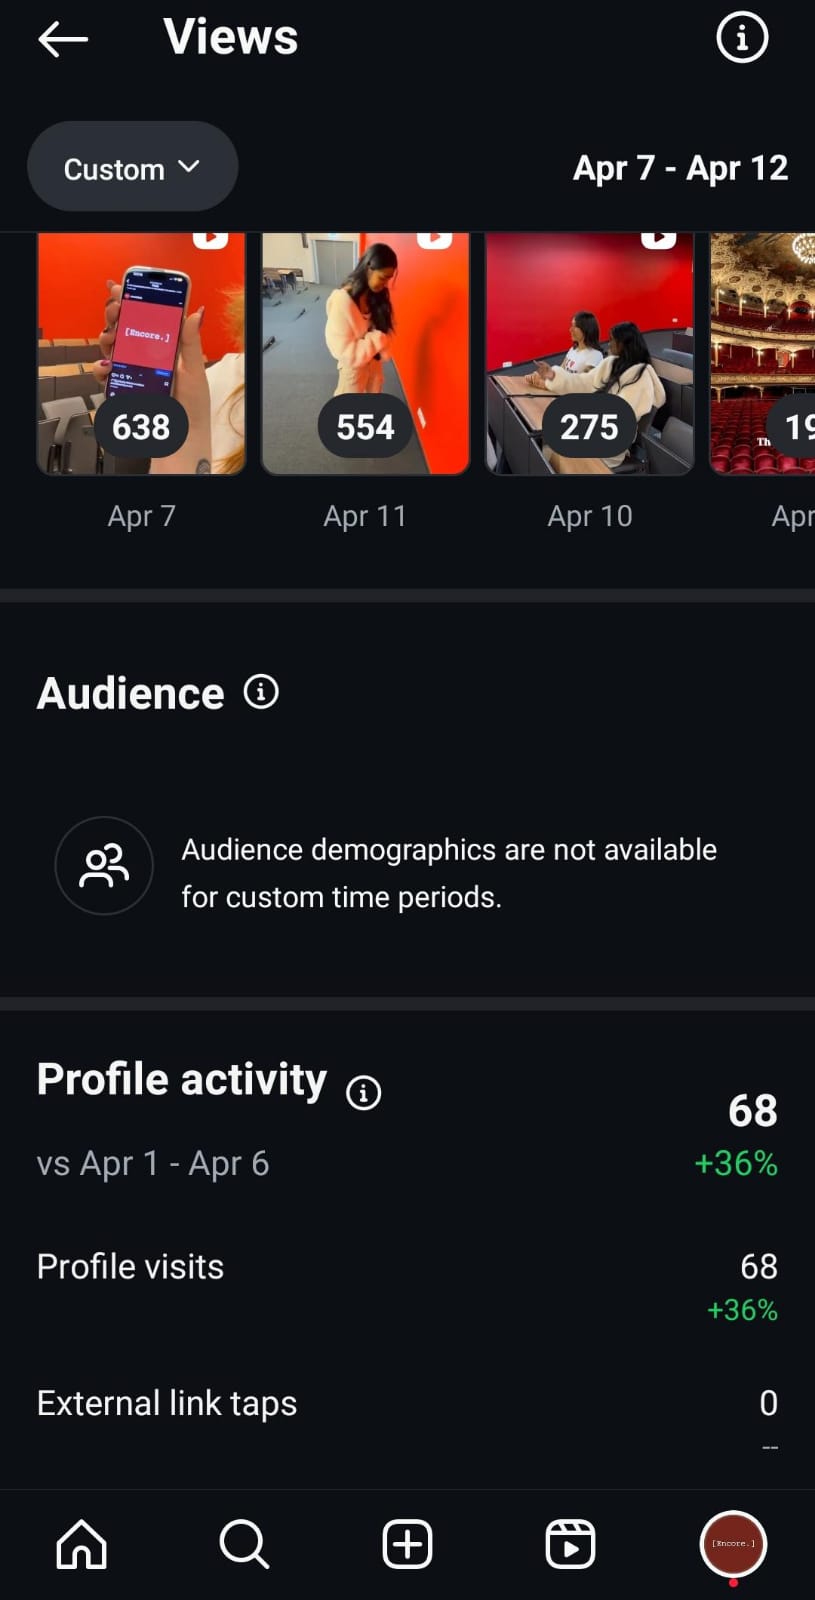 Views
Custom
Apr 7 - Apr 12
[Encore.]
638
554
275
Th
Apr 7
Apr 11
Apr 10
Audience
Audience demographics are not available
for custom time periods.
Profile activity
68
vs Apr 1 - Apr 6
+36%
Profile visits
68
+36%
External link taps
0
--
[Encore.]